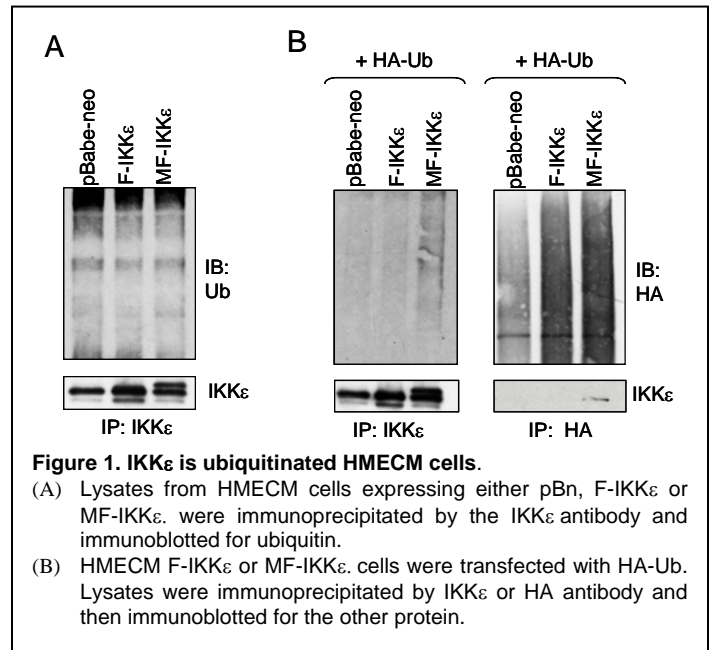 A
B
+ HA-Ub
+ HA-Ub
pBabe-neo
F-IKKε
MF-IKKε
pBabe-neo
F-IKKε
MF-IKKε
pBabe-neo
F-IKKε
MF-IKKε
IB:
Ub
IB:
HA
IKKε
IKKε
IP: IKKε
IP: IKKε
IP: HA
Figure 1. IKKε is ubiquitinated HMECM cells.
(A) Lysates from HMECM cells expressing either pBn, F-IKKε or
MF-IKKε. were immunoprecipitated by the IKKε antibody and
immunoblotted for ubiquitin.
(B) HMECM F-IKKε or MF-IKKε. cells were transfected with HA-Ub.
Lysates were immunoprecipitated by IKKε or HA antibody and
then immunoblotted for the other protein.